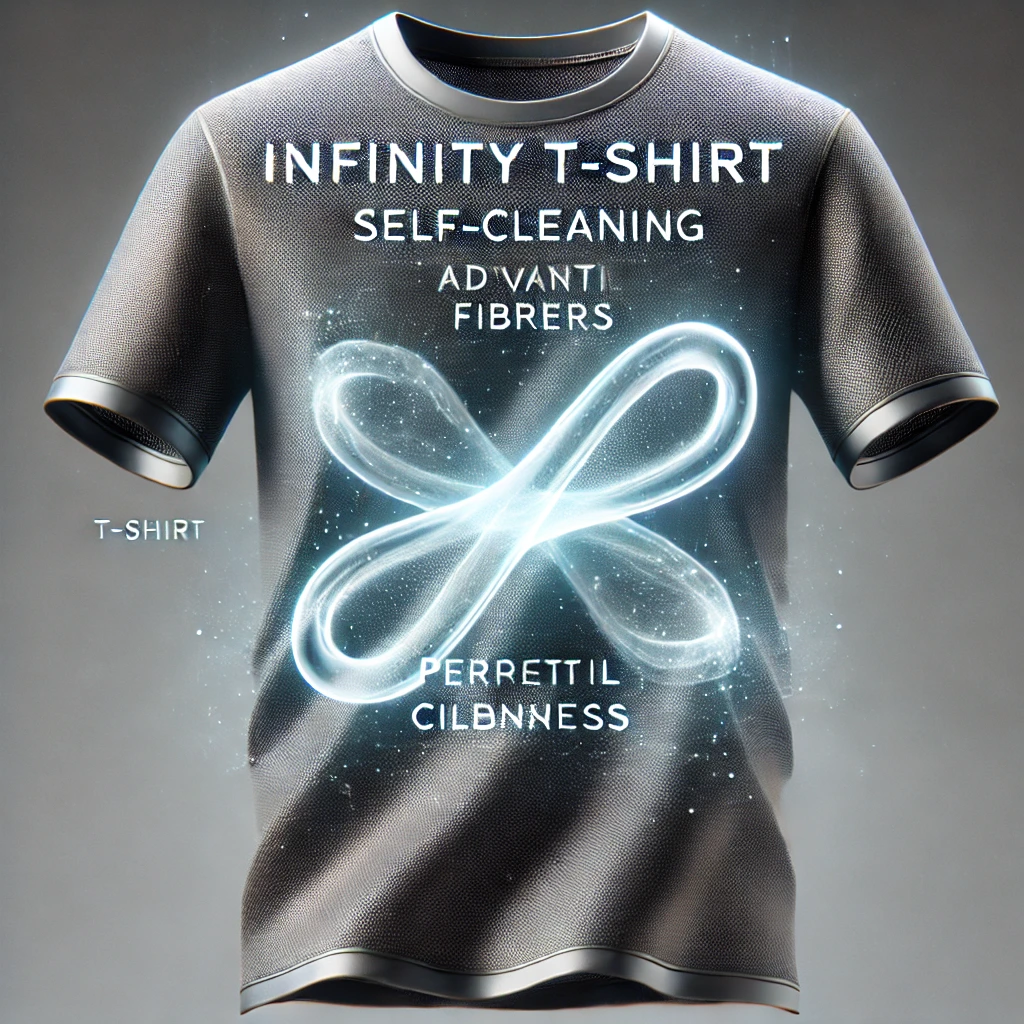 INFINITY T-SHIRT
SELF-CLEANING
AD'VANTI
FIBRERS
T-SHIRT
PERRETTIL
CILBNNESS